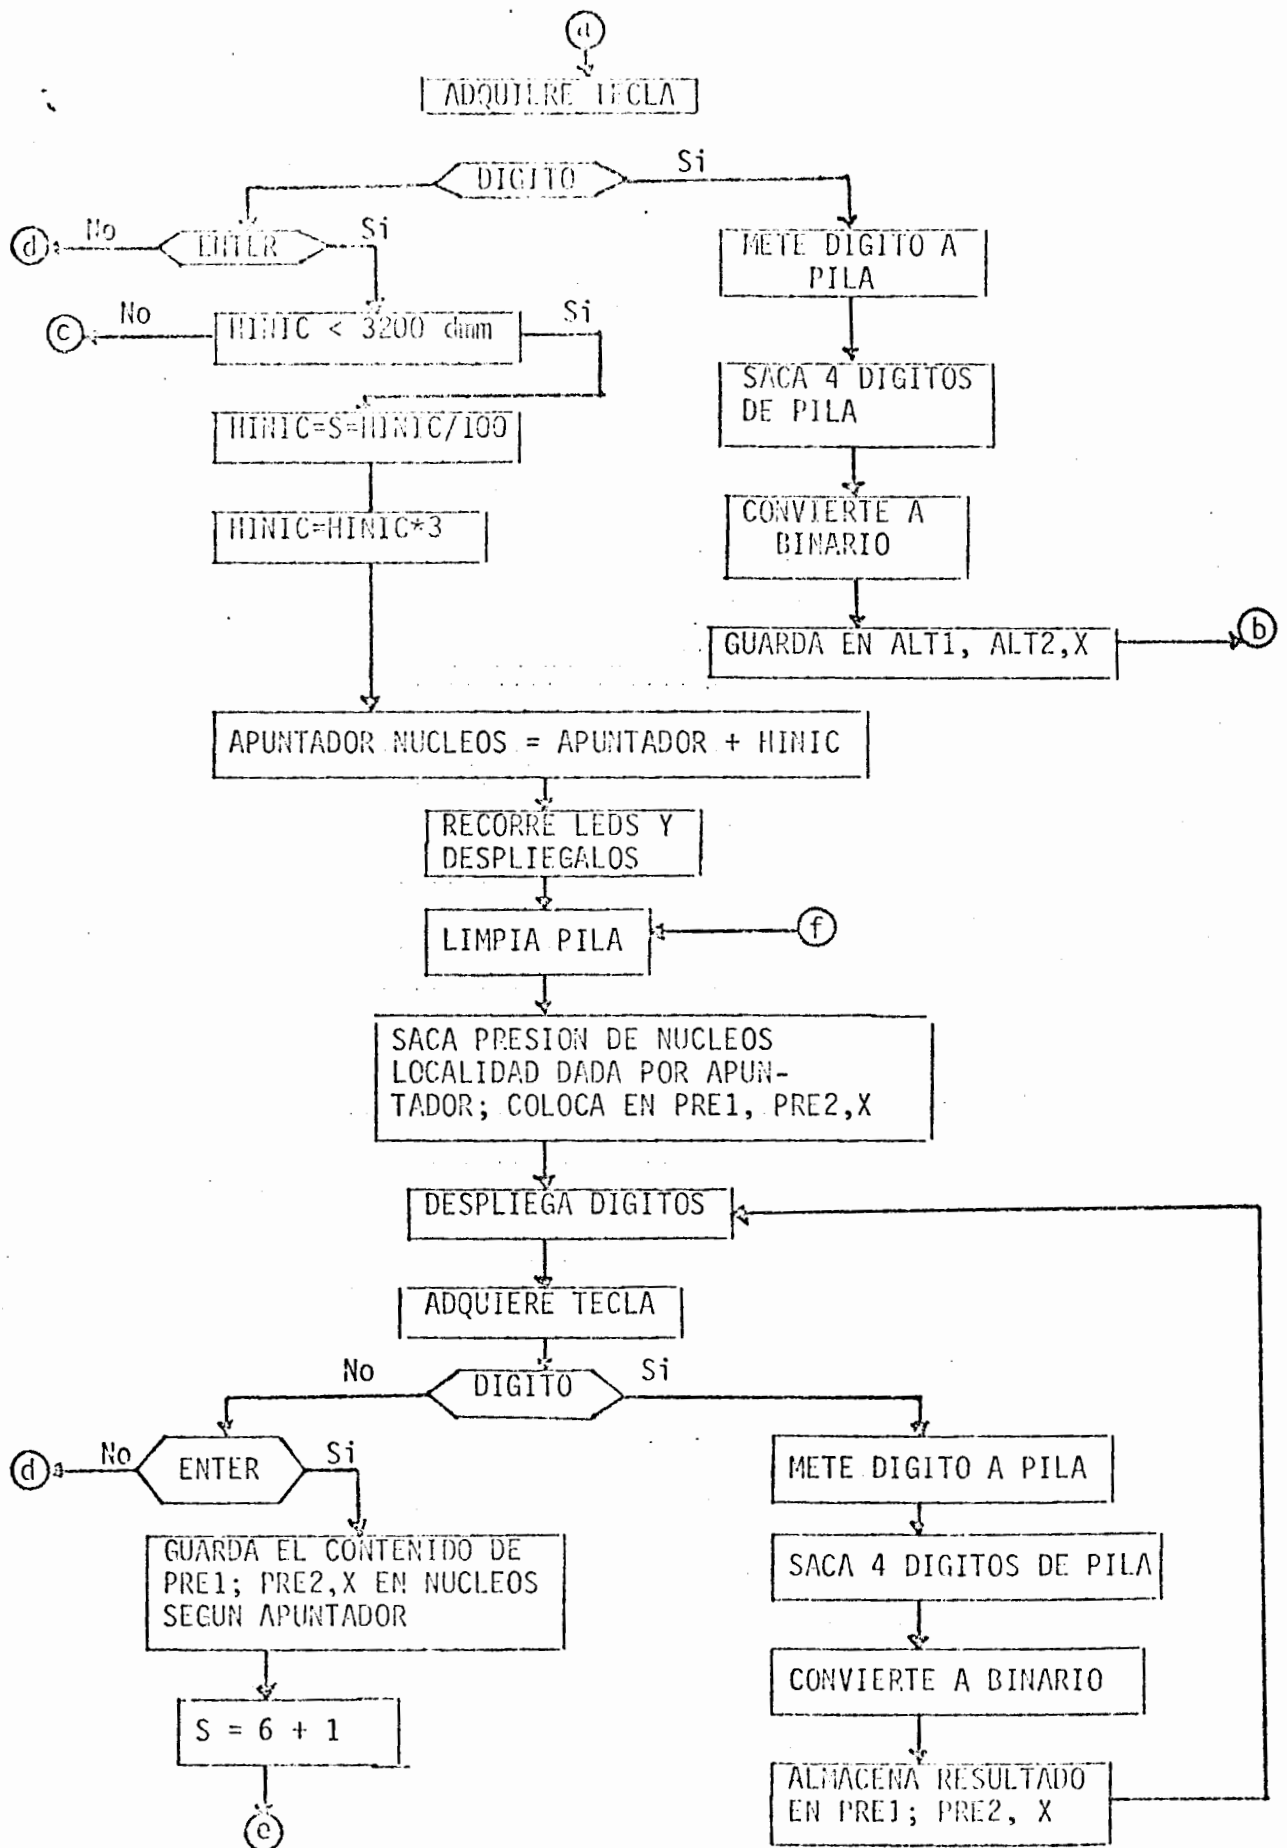 a
ADQUIERE TECLA
DIGITO
Si
No
ENTER
Si
d
METE DIGITO A
PILA
c
No
HINIC < 3200 dmm
Si
SACA 4 DIGITOS
DE PILA
HINIC=S=HINIC/100
CONVIERTE A
BINARIO
HINIC=HINIC*3
GUARDA EN ALT1, ALT2,X
b
APUNTADOR NUCLEOS = APUNTADOR + HINIC
RECORRE LEDS Y
DESPLIEGALOS
LIMPIA PILA
f
SACA PRESION DE NUCLEOS
LOCALIDAD DADA POR APUN-
TADOR; COLOCA EN PRE1, PRE2,X
DESPLIEGA DIGITOS
ADQUIERE TECLA
No
DIGITO
Si
d
No
ENTER
Si
METE DIGITO A PILA
GUARDA EL CONTENIDO DE
PRE1; PRE2,X EN NUCLEOS
SEGUN APUNTADOR
SACA 4 DIGITOS DE PILA
CONVIERTE A BINARIO
S = 6 + 1
ALMACENA RESULTADO
EN PRE1; PRE2, X
e